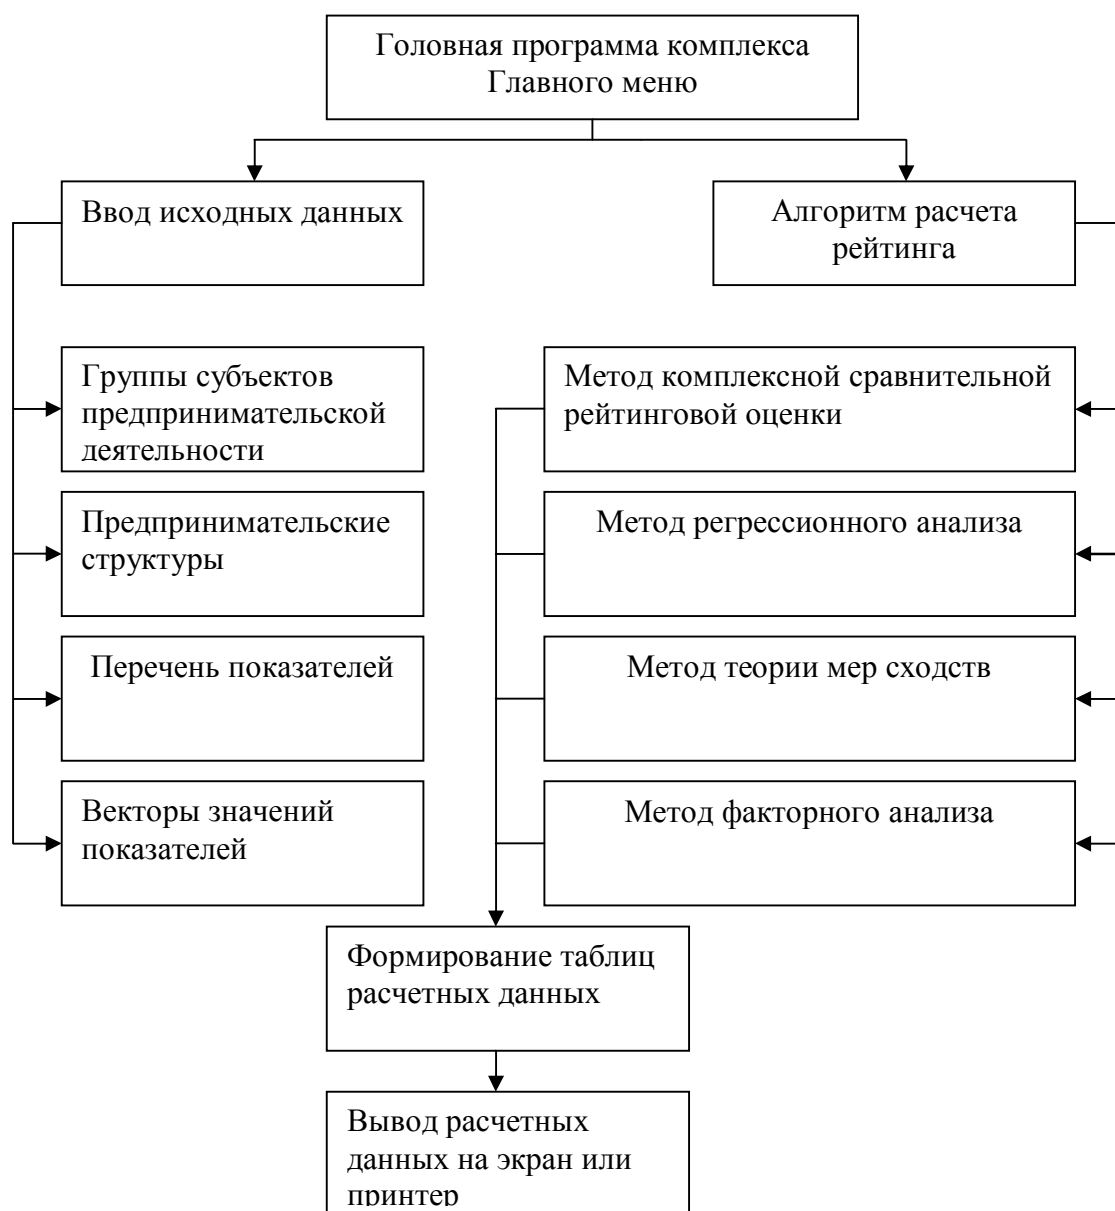 Головная программа комплекса
Главного меню
Ввод исходных данных
Алгоритм расчета
рейтинга
Группы субъектов
предпринимательской
деятельности
Метод комплексной сравнительной
рейтинговой оценки
Предпринимательские
структуры
Метод регрессионного анализа
Перечень показателей
Метод теории мер сходств
Векторы значений
показателей
Метод факторного анализа
Формирование таблиц
расчетных данных
Вывод расчетных
данных на экран или
принтер